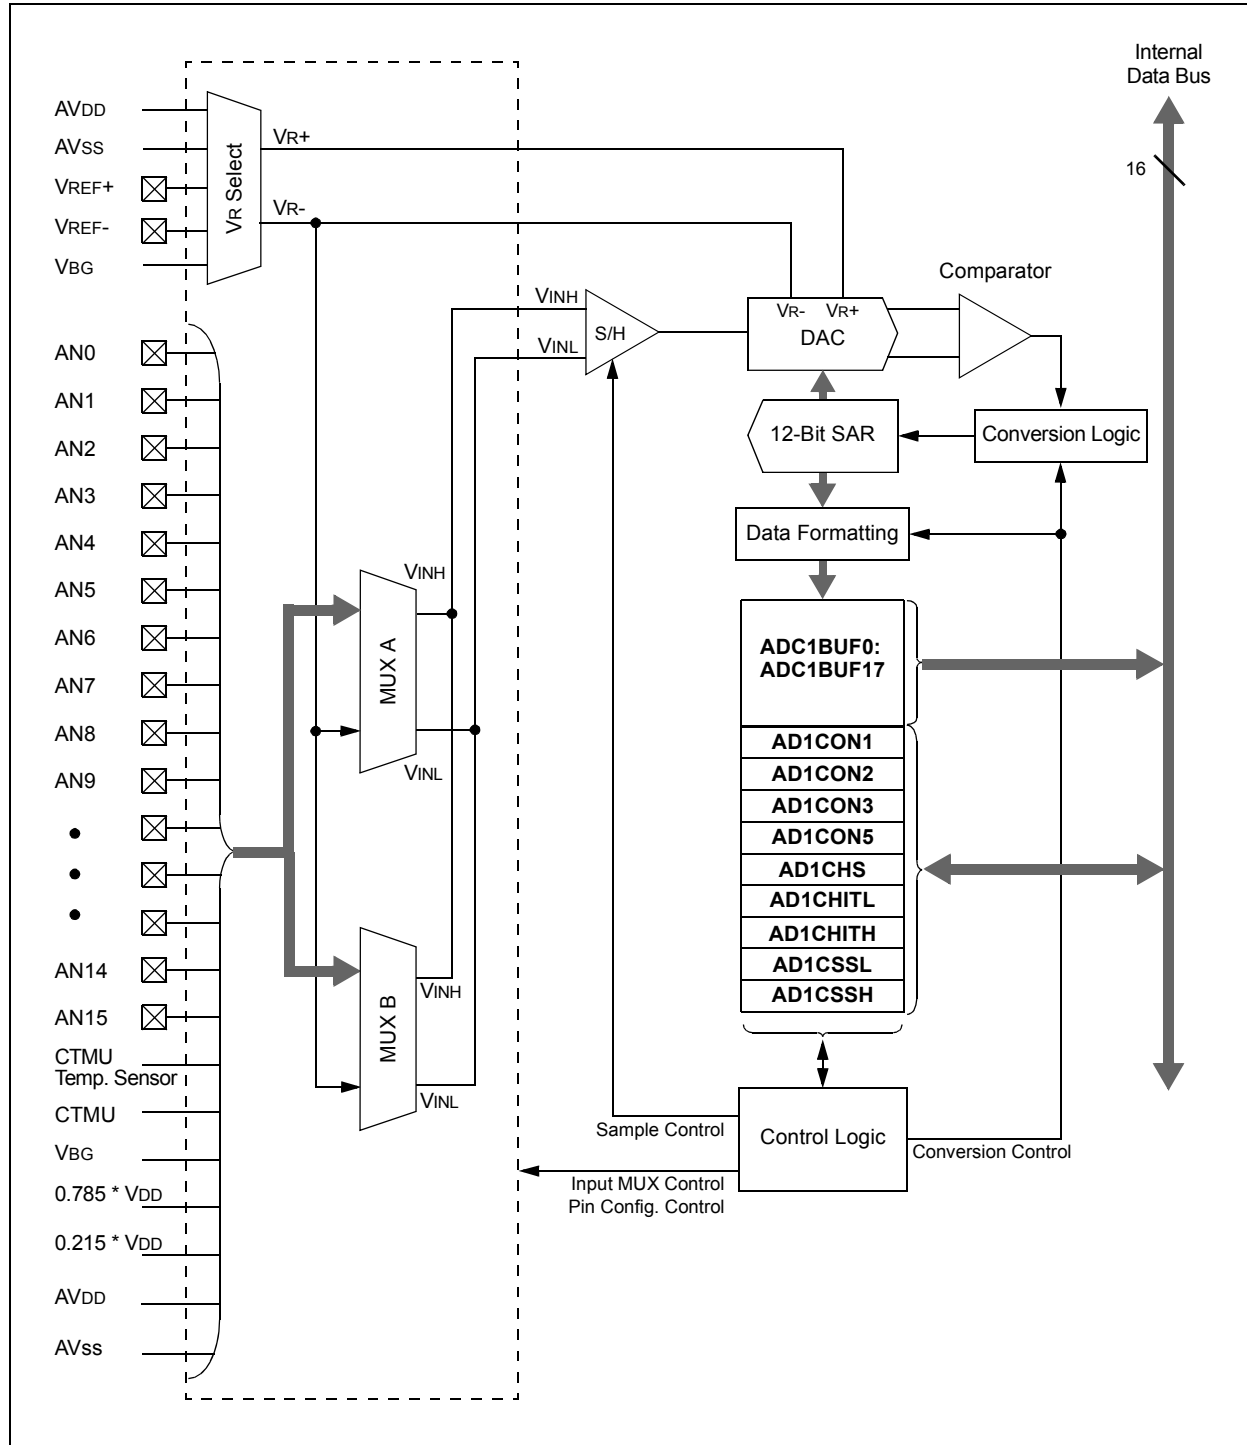 Internal
Data Bus
16
AVDD
AVSS
VREF+
VREF-
VBG
VR Select
VR+
VR-
Comparator
VINH
VINL
S/H
VR- VR+
DAC
12-Bit SAR
Conversion Logic
Data Formatting
AN0
AN1
AN2
AN3
AN4
AN5
AN6
AN7
AN8
AN9
AN14
AN15
CTMU
Temp. Sensor
CTMU
VBG
0.785 * VDD
0.215 * VDD
AVDD
AVss
VINH
MUX A
VINL
VINH
MUX B
VINL
ADC1BUF0:
ADC1BUF17
AD1CON1
AD1CON2
AD1CON3
AD1CON5
AD1CHS
AD1CHITL
AD1CHITH
AD1CSSL
AD1CSSH
Sample Control
Control Logic
Conversion Control
Input MUX Control
Pin Config. Control